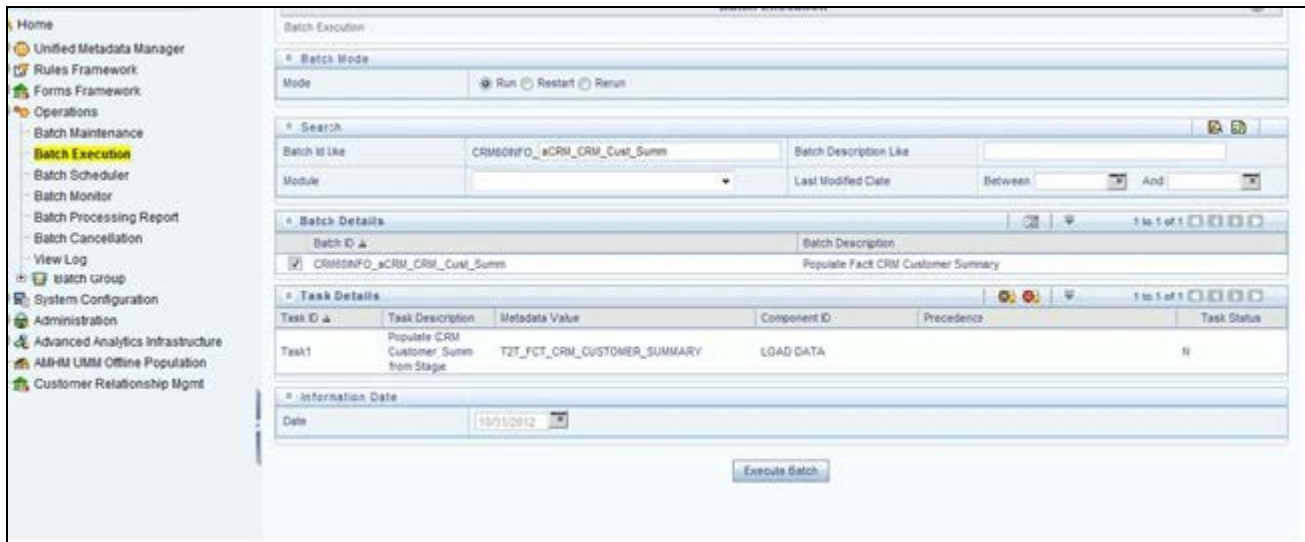 Home
Unified Metadata Manager
Rules Framework
Forms Framework
Operations
Batch Maintenance
Batch Execution
Batch Scheduler
Batch Monitor
Batch Processing Report
Batch Cancellation
View Log
Batch Group
System Configuration
Administration
Advanced Analytics Infrastructure
AMHM UMM Offline Population
Customer Relationship Mgmt
Batch Execution
Batch Mode
Mode Run Restart Rerun
Search
Batch Id Like CRM60INFO_aCRM_CRM_Cust_Summ Batch Description Like
Module Last Modified Date Between And
Batch Details 1 to 1 of 1
Batch ID Batch Description
CRM60INFO_aCRM_CRM_Cust_Summ Populate Fact CRM Customer Summary
Task Details 1 to 1 of 1
Task ID Task Description Metadata Value Component ID Precedence Task Status
Task1 Populate CRM Customer Summ from Stage T2T_FCT_CRM_CUSTOMER_SUMMARY LOAD DATA N
Information Date
Date 10/31/2012
Execute Batch